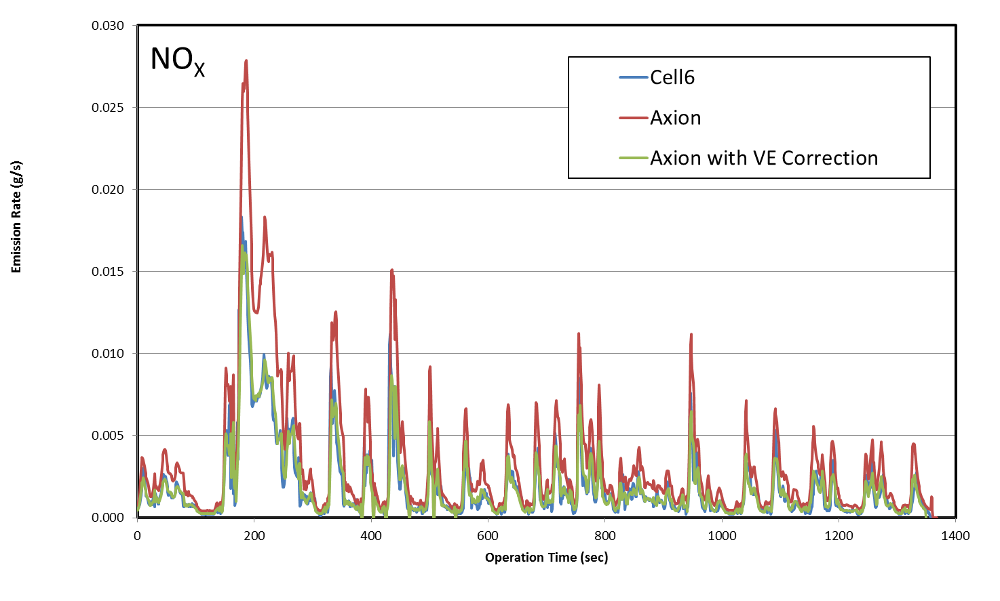 NOX
Cell6
Axion
Axion with VE Correction
0.030
0.025
0.020
0.015
0.010
0.005
0.000
0 200 400 600 800 1000 1200 1400
Emission Rate (g/s)
Operation Time (sec)